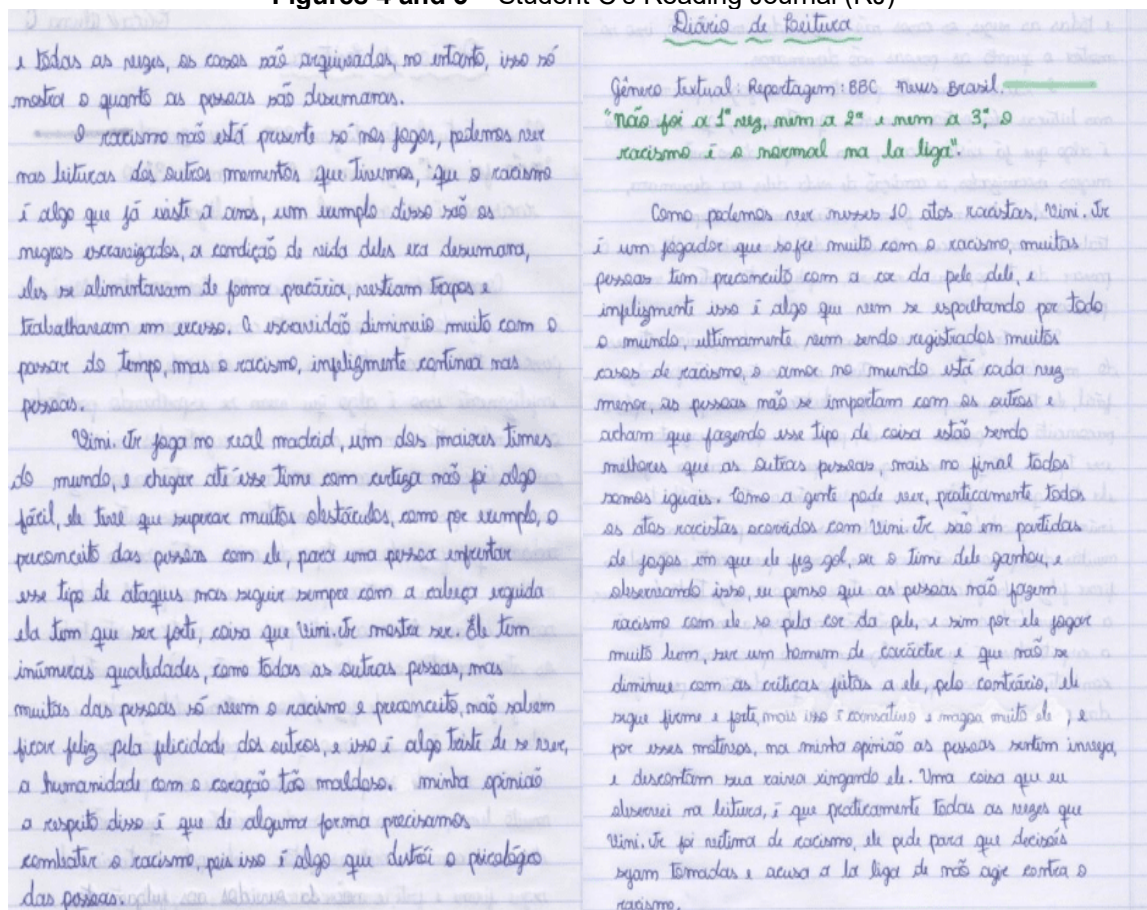 Figures 4 and 5 – Student C's Reading Journal (RJ)
e todas as vezes, os casos são arquivados, no entanto, isso só
mostra o quanto as pessoas são desumanas.
O racismo não está presente só nos jogos, podemos ver
nas leituras dos outros momentos que tivemos, que o racismo
é algo que já existe a anos, um exemplo disso são os
negros escravizados, a condição de vida deles era desumana,
eles se alimentavam de forma precária, vestiam trapos e
trabalhavam em excesso. A escravidão diminuio muito com o
passar do tempo, mas o racismo, infelizmente continua nas
pessoas.
Vini. Jr joga no real madrid, um dos maiores times
do mundo, e chegar até esse time com certeza não foi algo
fácil, ele teve que superar muitos obstáculos, como por exemplo, o
preconceito das pessoas com ele, para uma pessoa enfrentar
esse tipo de ataques mas seguir sempre com a cabeça erguida
ela tem que ser forte, coisa que Vini.Jr mostra ser. Ele tem
inúmeras qualidades, como todas as outras pessoas, mas
muitas das pessoas só veem o racismo e preconceito, não sabem
ficar feliz pela felicidade dos outros, e isso é algo triste de se ver,
a humanidade com o coração tão maldoso. minha opinião
a respeito disso é que de alguma forma precisamos
combater o racismo, pois isso é algo que destrói o psicológico
das pessoas.
Diário de Leitura
Gênero textual: Reportagem: BBC News Brasil.
"não foi a 1ª vez, nem a 2ª e nem a 3ª, o
racismo é o normal na la liga".
Como podemos ver nesses 10 atos racistas, Vini. Jr
é um jogador que sofre muito com o racismo, muitas
pessoas tem preconceito com a cor da pele dele, e
infelizmente isso é algo que vem se espalhando por todo
o mundo, ultimamente vem sendo registrados muitos
casos de racismo, o amor no mundo está cada vez
menor, as pessoas não se importam com os outros e
acham que fazendo esse tipo de coisa estão sendo
melhores que as outras pessoas, mais no final todos
somos iguais. Como a gente pode ver, praticamente todos
os atos racistas ocorridos com Vini.Jr são em partidas
de jogos em que ele fez gol, ou o time dele ganhou, e
observando isso, eu penso que as pessoas não fazem
racismo com ele so pela cor da pele, e sim por ele jogar
muito bem, ser um homem de carácter e que não se
diminue com as críticas feitas a ele, pelo contrário, ele
segue firme e forte, mais isso é cansativo e magoa muito ele, e
por esses motivos, na minha opinião as pessoas sentem inveja,
e descontam sua raiva xingando ele. Uma coisa que eu
observei na leitura, é que praticamente todas as vezes que
Vini. Jr foi vítima de racismo, ele pede para que decisões
sejam tomadas e acusa a la liga de não agir contra o
racismo.